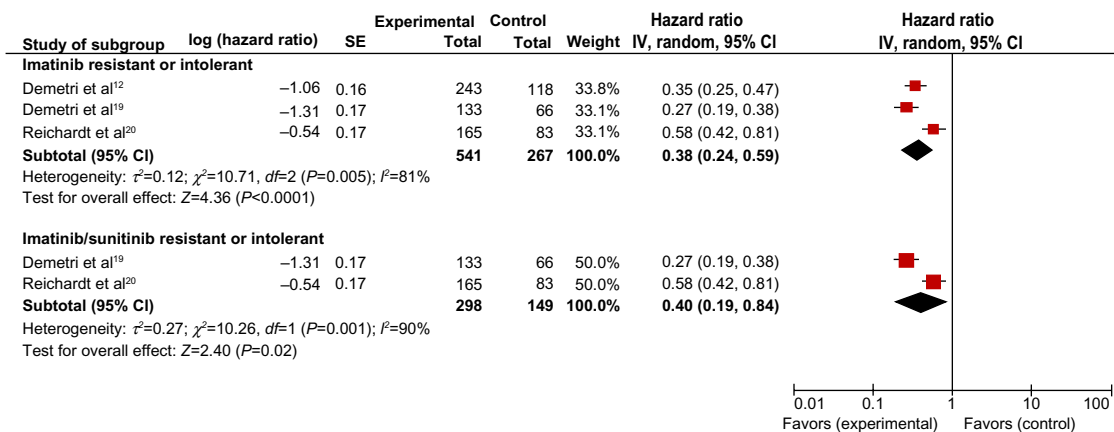 Experimental Control Hazard ratio Hazard ratio
Study of subgroup log (hazard ratio) SE Total Total Weight IV, random, 95% CI IV, random, 95% CI
Imatinib resistant or intolerant
Demetri et al¹² –1.06 0.16 243 118 33.8% 0.35 (0.25, 0.47)
Demetri et al¹⁹ –1.31 0.17 133 66 33.1% 0.27 (0.19, 0.38)
Reichardt et al²⁰ –0.54 0.17 165 83 33.1% 0.58 (0.42, 0.81)
Subtotal (95% CI) 541 267 100.0% 0.38 (0.24, 0.59)
Heterogeneity: τ²=0.12; χ²=10.71, df=2 (P=0.005); I²=81%
Test for overall effect: Z=4.36 (P<0.0001)
Imatinib/sunitinib resistant or intolerant
Demetri et al¹⁹ –1.31 0.17 133 66 50.0% 0.27 (0.19, 0.38)
Reichardt et al²⁰ –0.54 0.17 165 83 50.0% 0.58 (0.42, 0.81)
Subtotal (95% CI) 298 149 100.0% 0.40 (0.19, 0.84)
Heterogeneity: τ²=0.27; χ²=10.26, df=1 (P=0.001); I²=90%
Test for overall effect: Z=2.40 (P=0.02)
0.01 0.1 1 10 100
Favors (experimental) Favors (control)